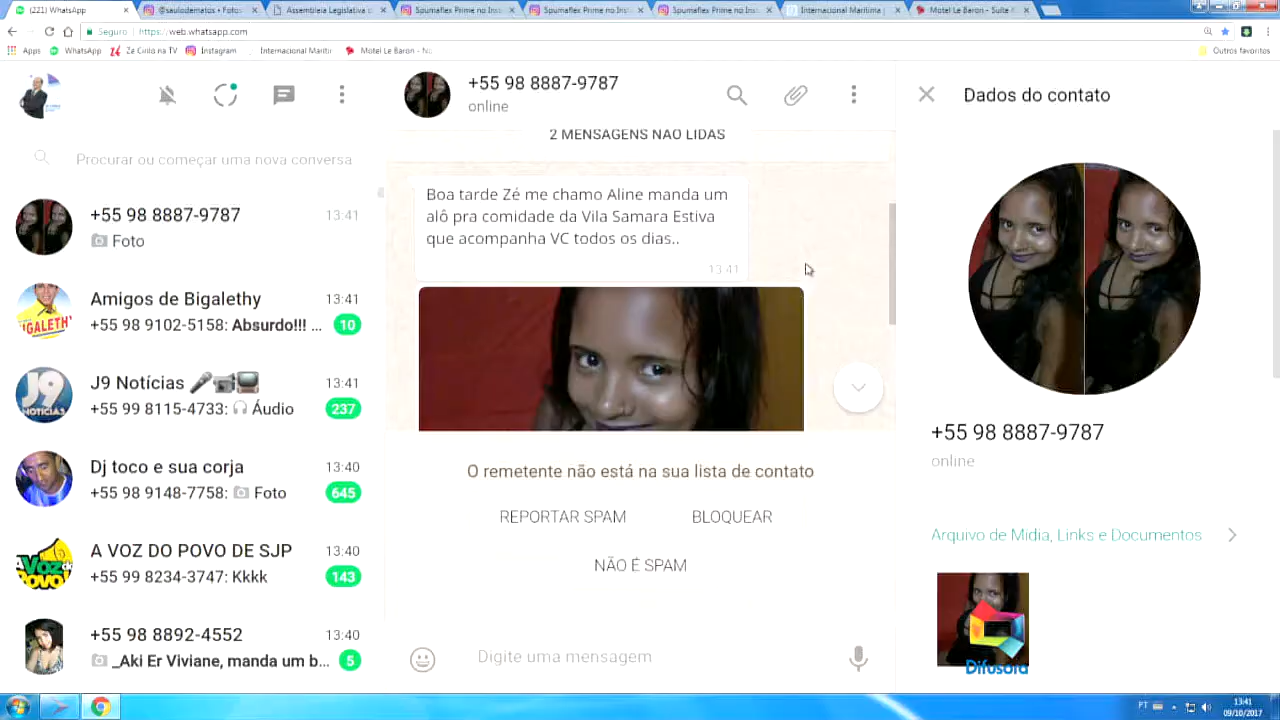 (221) WhatsApp
@saulodematos • Foto
Assembleia Legislativa
Spumaflex Prime no Inst
Spumaflex Prime no Inst
Spumaflex Prime no Inst
Internacional Marítima
Motel Le Baron - Suíte
Seguro
https://web.whatsapp.com
Apps
WhatsApp
Zé Cirilo na TV
Instagram
Internacional Maríti
Motel Le Baron - No
Outros favoritos
+55 98 8887-9787
online
Dados do contato
2 MENSAGENS NÃO LIDAS
Procurar ou começar uma nova conversa
Boa tarde Zé me chamo Aline manda um
alô pra comidade da Vila Samara Estiva
que acompanha VC todos os dias..
13:41
+55 98 8887-9787
13:41
Foto
Amigos de Bigalethy
13:41
+55 98 9102-5158: Absurdo!!! ...
10
IGALETH
J9 Notícias
13:41
+55 99 8115-4733: Áudio
237
J9
NOTÍCIAS
O remetente não está na sua lista de contato
REPORTAR SPAM
BLOQUEAR
NÃO É SPAM
+55 98 8887-9787
online
Dj toco e sua corja
13:40
+55 98 9148-7758: Foto
645
Arquivo de Mídia, Links e Documentos
A VOZ DO POVO DE SJP
13:40
+55 99 8234-3747: Kkkk
143
Voz
+55 98 8892-4552
13:40
_Aki Er Viviane, manda um b...
5
Digite uma mensagem
Difusora
PT
13:41
09/10/2017